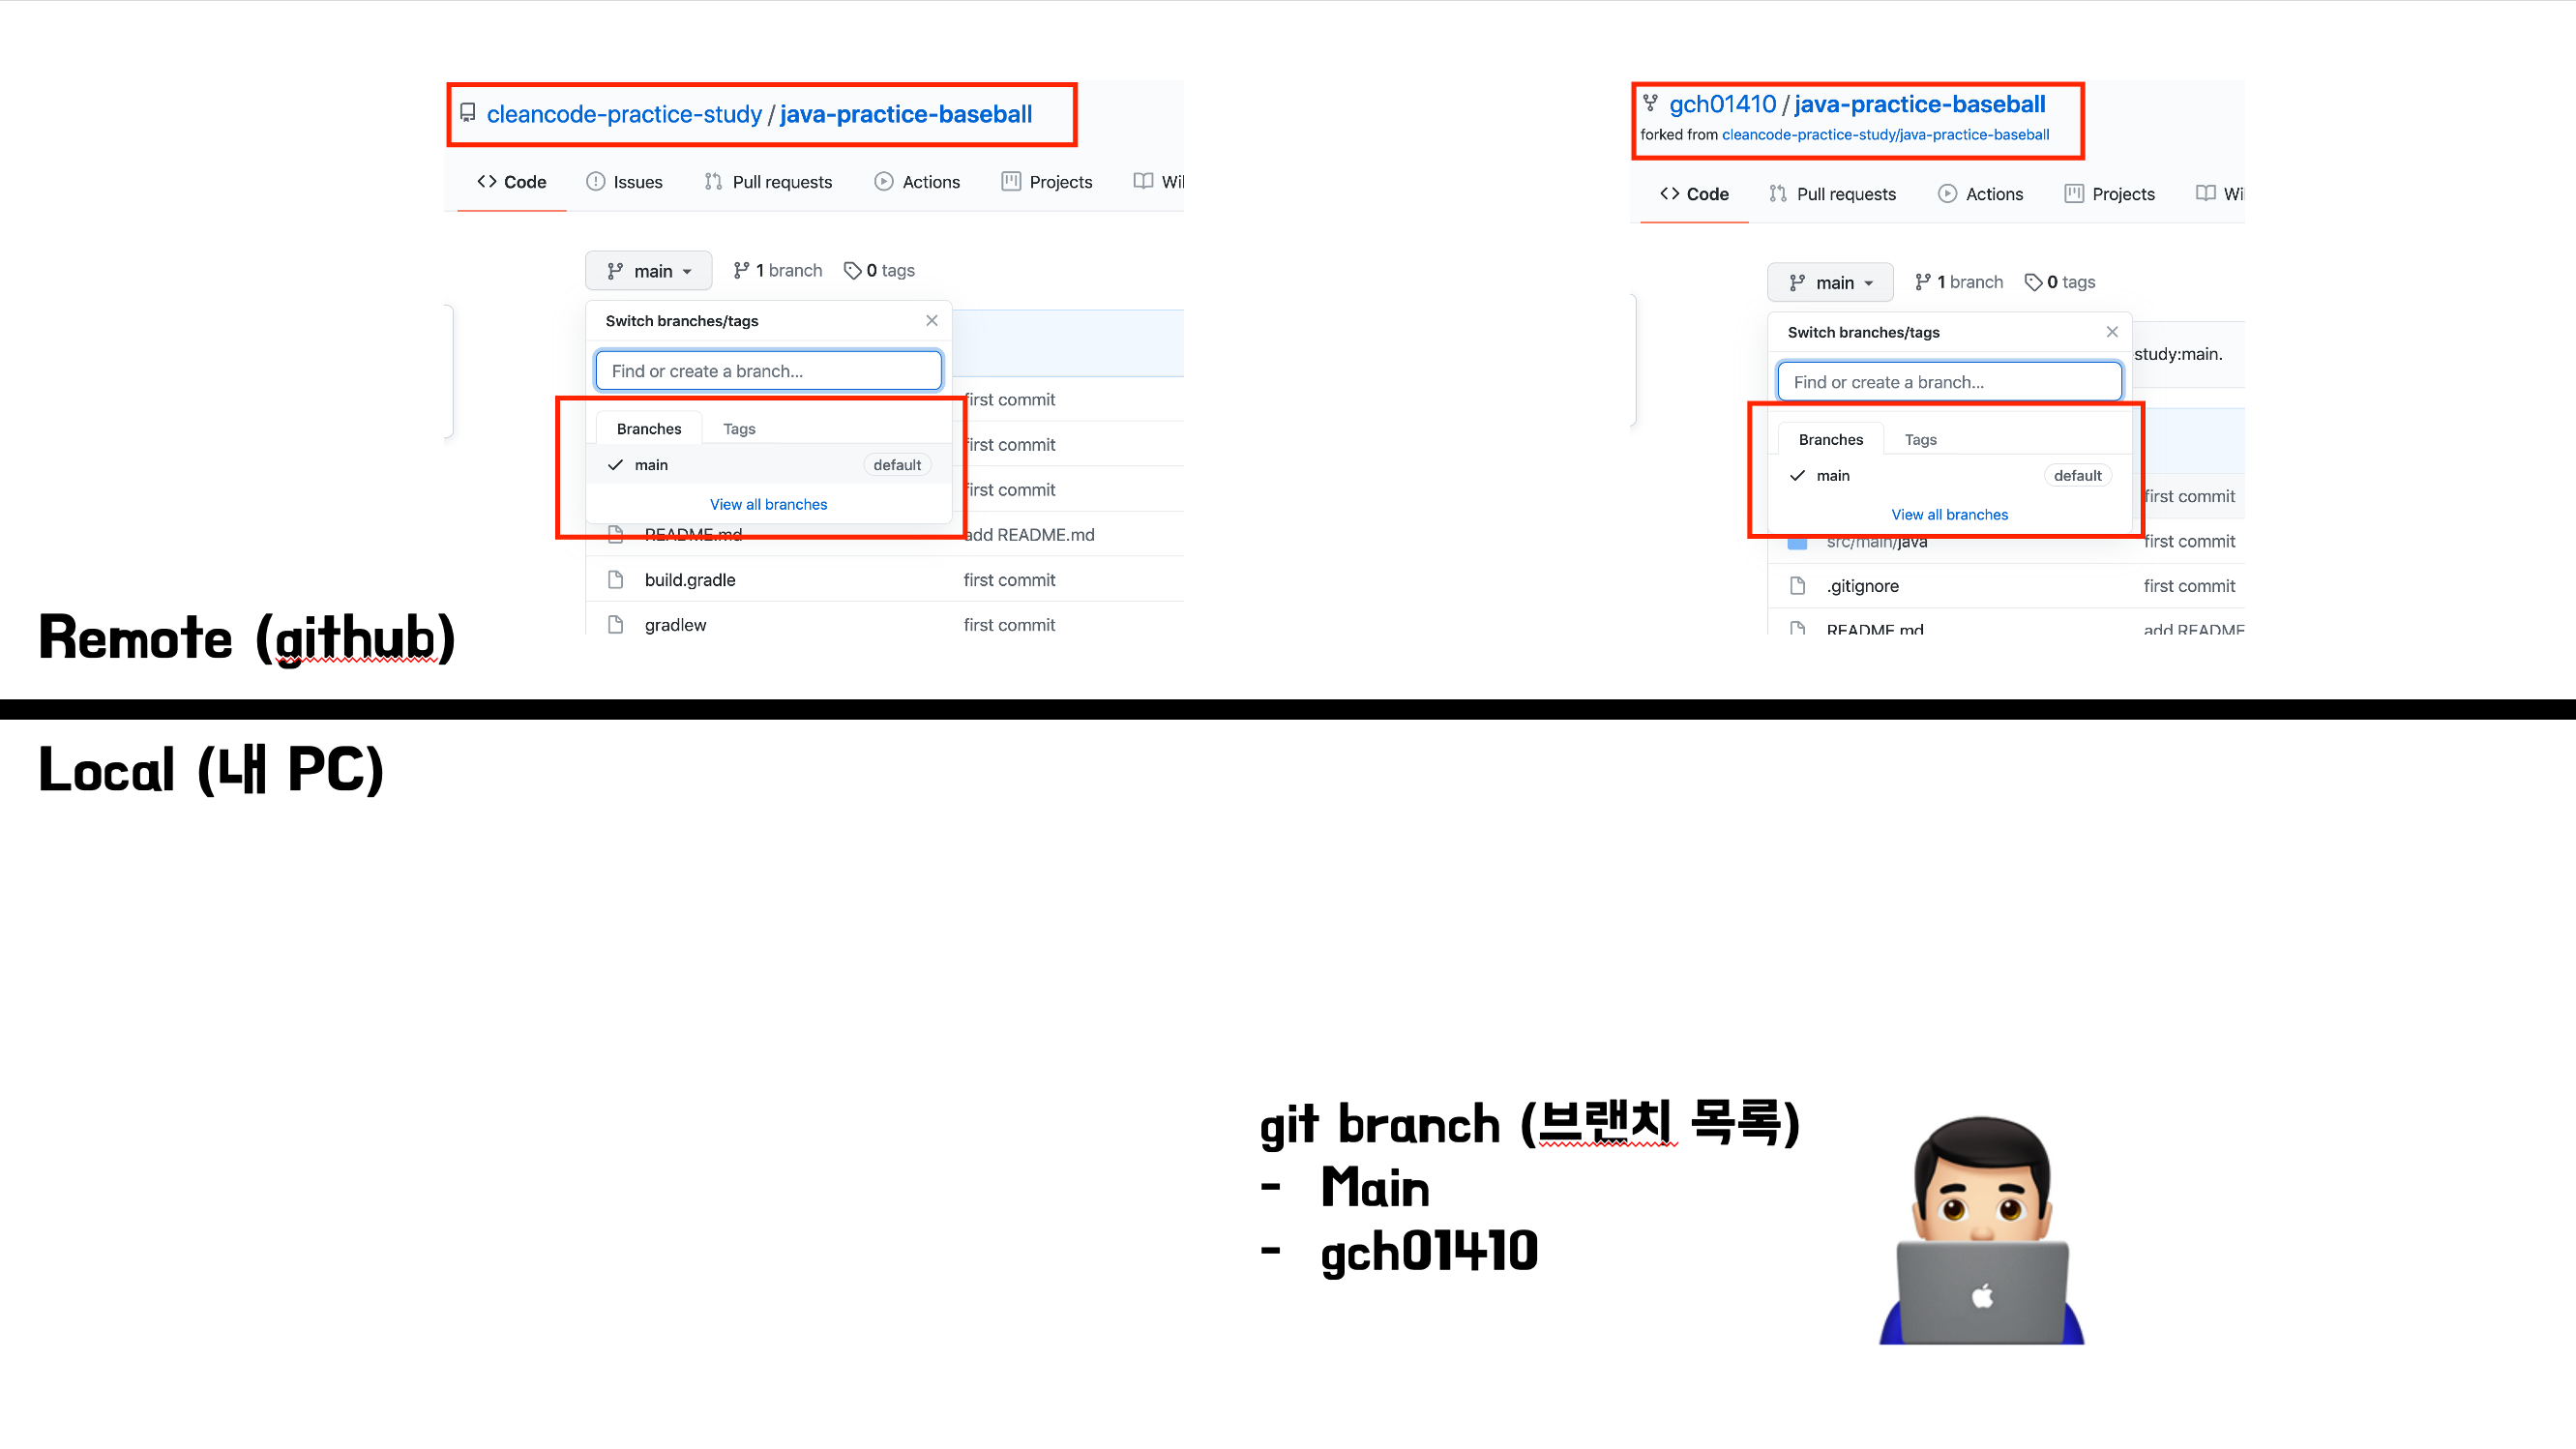 cleancode-practice-study / java-practice-baseball
Code Issues Pull requests Actions Projects Wi
main 1 branch 0 tags
Switch branches/tags
Find or create a branch...
first commit
Branches Tags
first commit
main default
first commit
View all branches
README.md add README.md
build.gradle first commit
gradlew first commit
gch01410 / java-practice-baseball
forked from cleancode-practice-study/java-practice-baseball
Code Pull requests Actions Projects Wi
main 1 branch 0 tags
Switch branches/tags
study:main.
Find or create a branch...
Branches Tags
main default
first commit
View all branches
src/main/java first commit
.gitignore first commit
README.md add README
Remote (github)
Local (내 PC)
git branch (브랜치 목록)
- Main
- gch01410